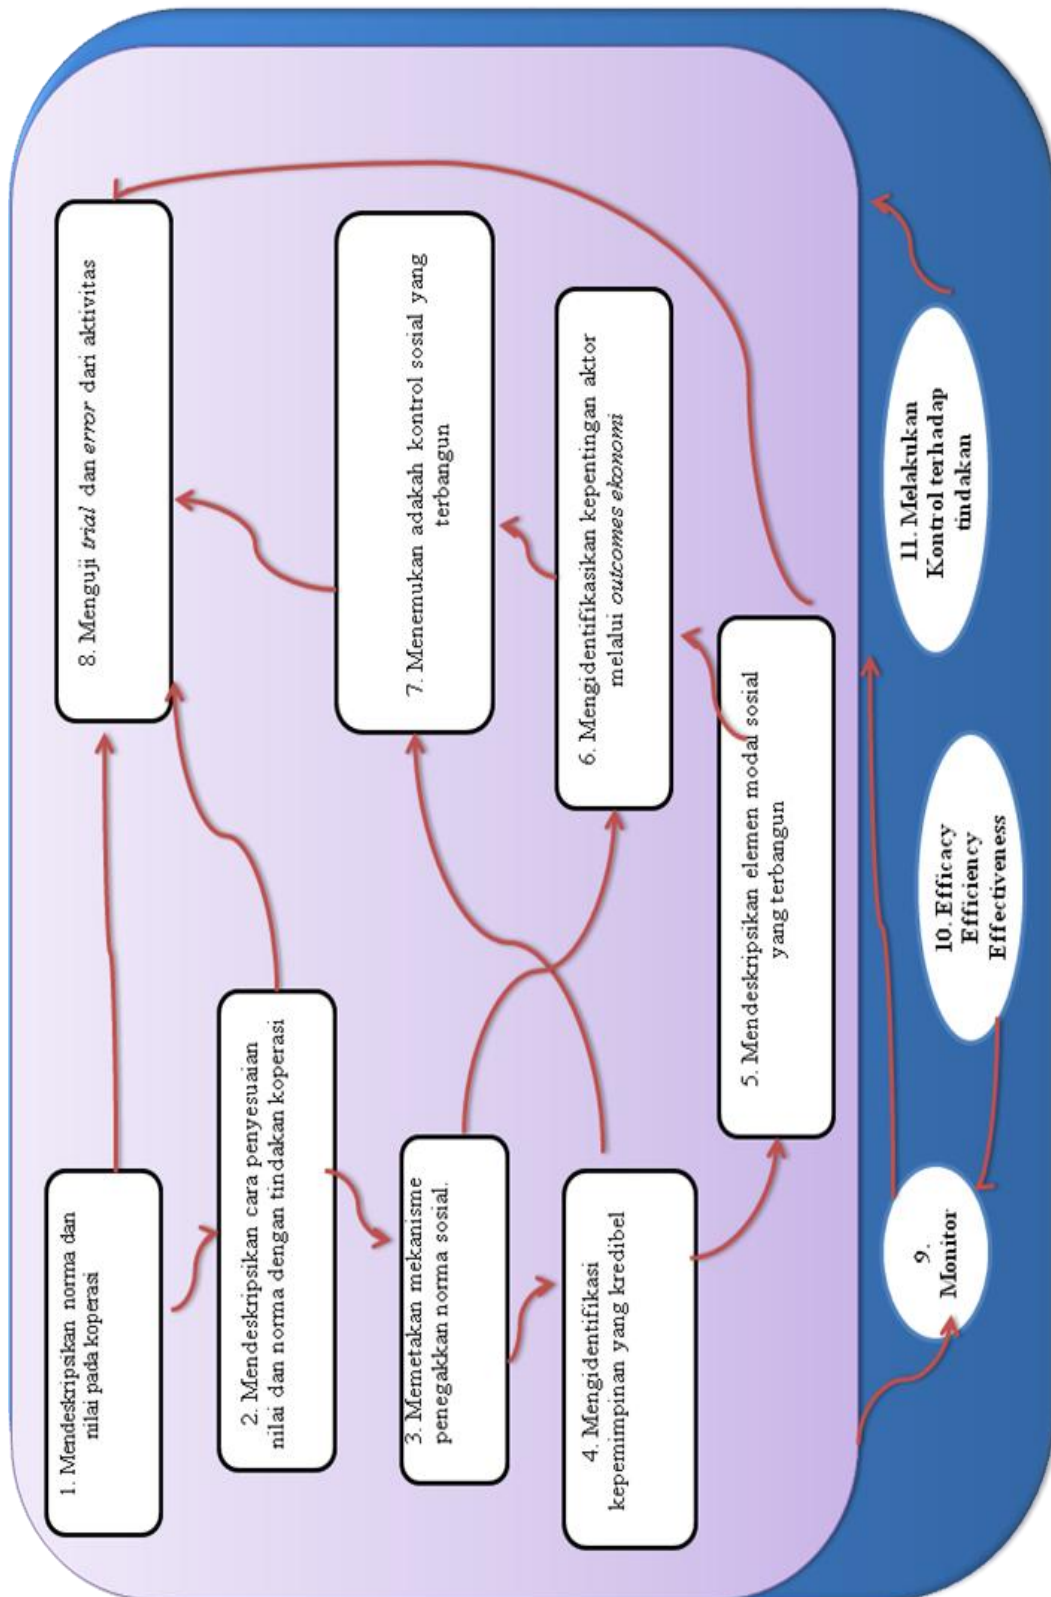 1. Mendeskripsikan norma dan
nilai pada koperasi
2. Mendeskripsikan cara penyesuaian
nilai dan norma dengan tindakan koperasi
3. Memetakan mekanisme
penegakkan norma sosial.
4. Mengidentifikasi
kepemimpinan yang kredibel
5. Mendeskripsikan elemen modal sosial
yang terbangun
6. Mengidentifikasikan kepentingan aktor
melalui outcomes ekonomi
7. Menemukan adakah kontrol sosial yang
terbangun
8. Menguji trial dan error dari aktivitas
9.
Monitor
10. Efficacy
Efficiency
Effectiveness
11. Melakukan
Kontrol terhadap
tindakan